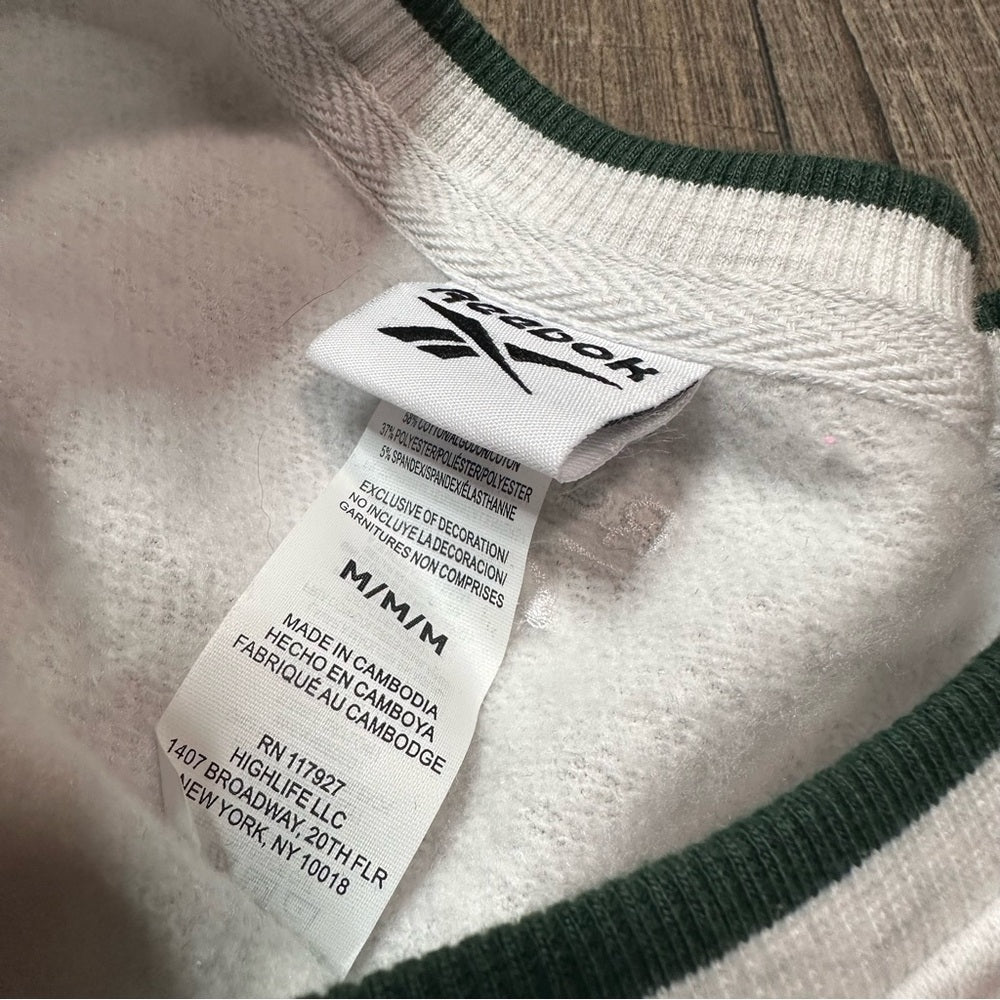 Reebok
58% COTTON/ALGODON/COTON
37% POLYESTER/POLIÉSTER/POLYESTER
5% SPANDEX/SPANDEX/ÉLASTHANNE
EXCLUSIVE OF DECORATION/
NO INCLUYE LA DECORACION/
GARNITURES NON COMPRISES
M/M/M
MADE IN CAMBODIA
HECHO EN CAMBOYA
FABRIQUÉ AU CAMBODGE
RN 117927
HIGHLIFE LLC
1407 BROADWAY, 20TH FLR
NEW YORK, NY 10018